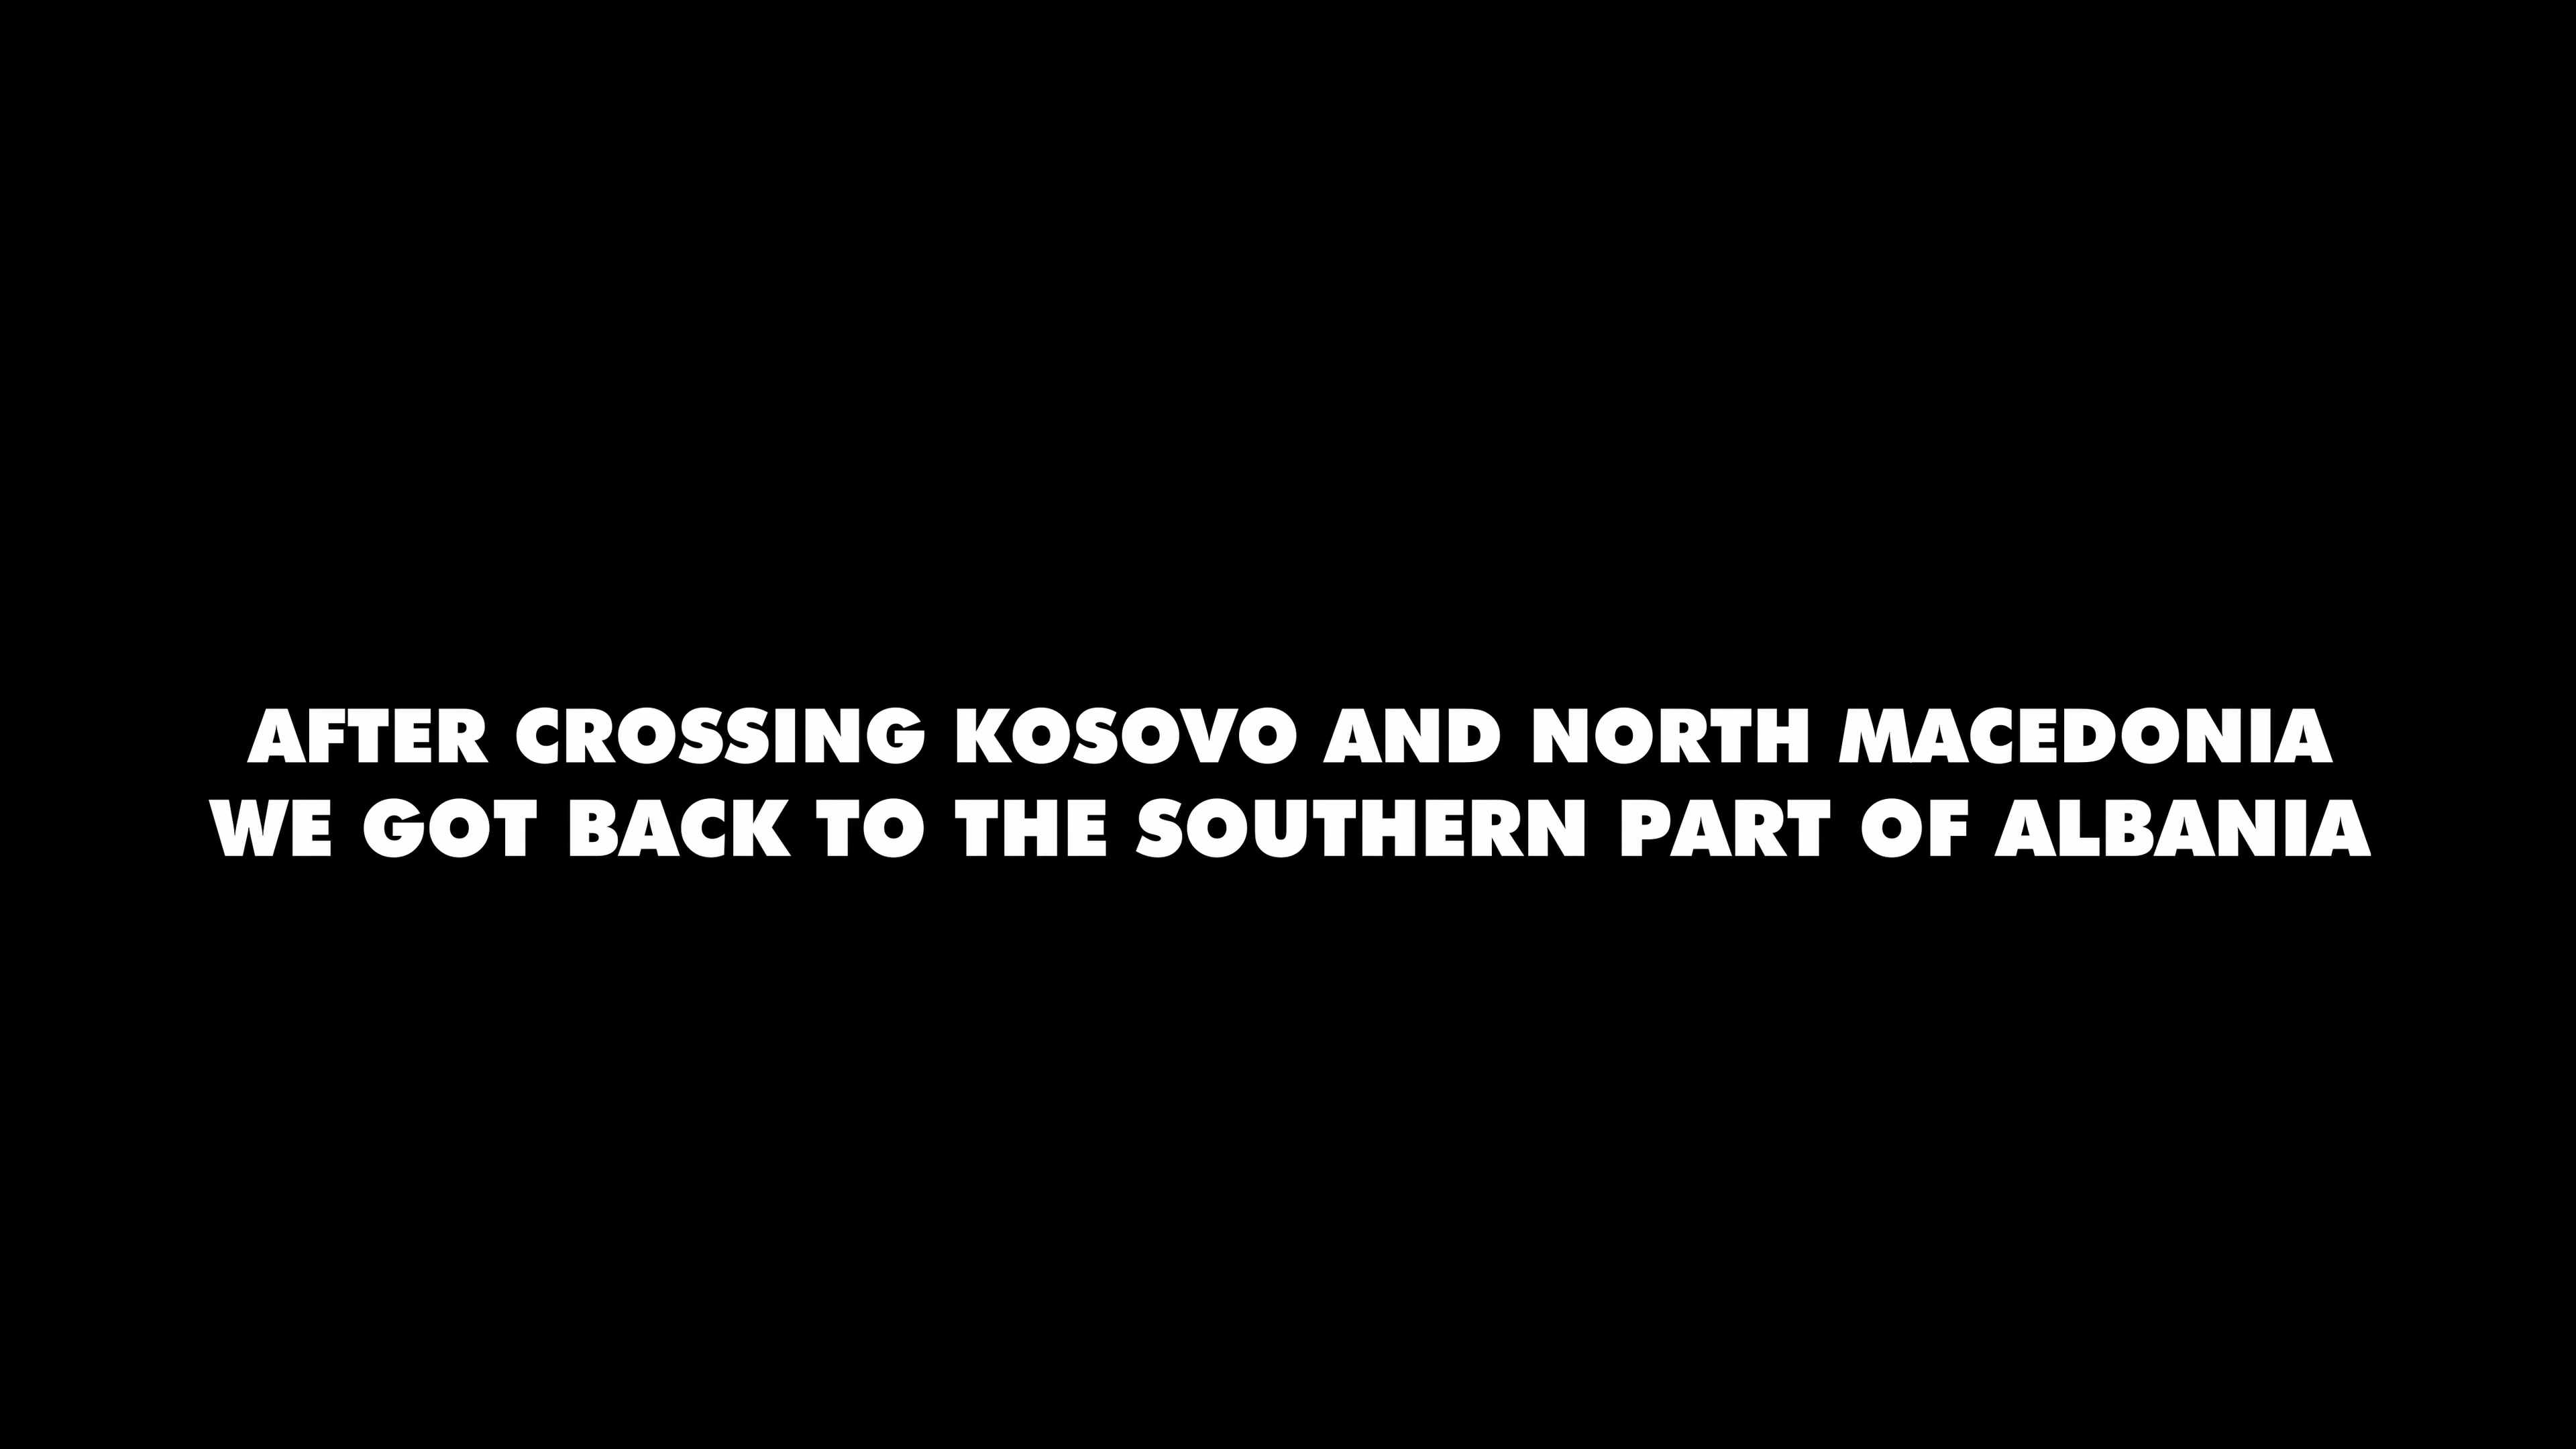 AFTER CROSSING KOSOVO AND NORTH MACEDONIA
WE GOT BACK TO THE SOUTHERN PART OF ALBANIA